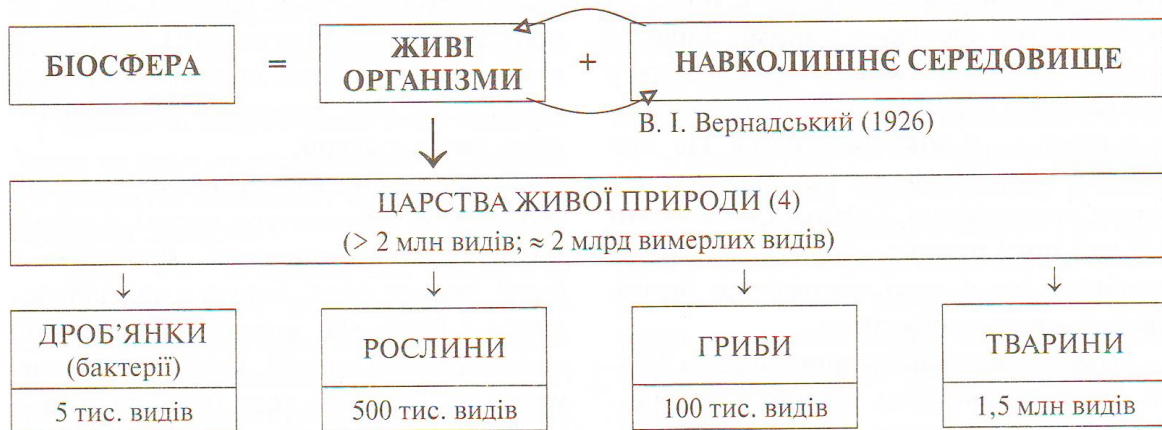 БІОСФЕРА = ЖИВІ ОРГАНІЗМИ + НАВКОЛИШНЄ СЕРЕДОВИЩЕ
В. І. Вернадський (1926)
ЦАРСТВА ЖИВОЇ ПРИРОДИ (4)
(> 2 млн видів; ≈ 2 млрд вимерлих видів)
ДРОБ’ЯНКИ
(бактерії)
5 тис. видів
РОСЛИНИ
500 тис. видів
ГРИБИ
100 тис. видів
ТВАРИНИ
1,5 млн видів